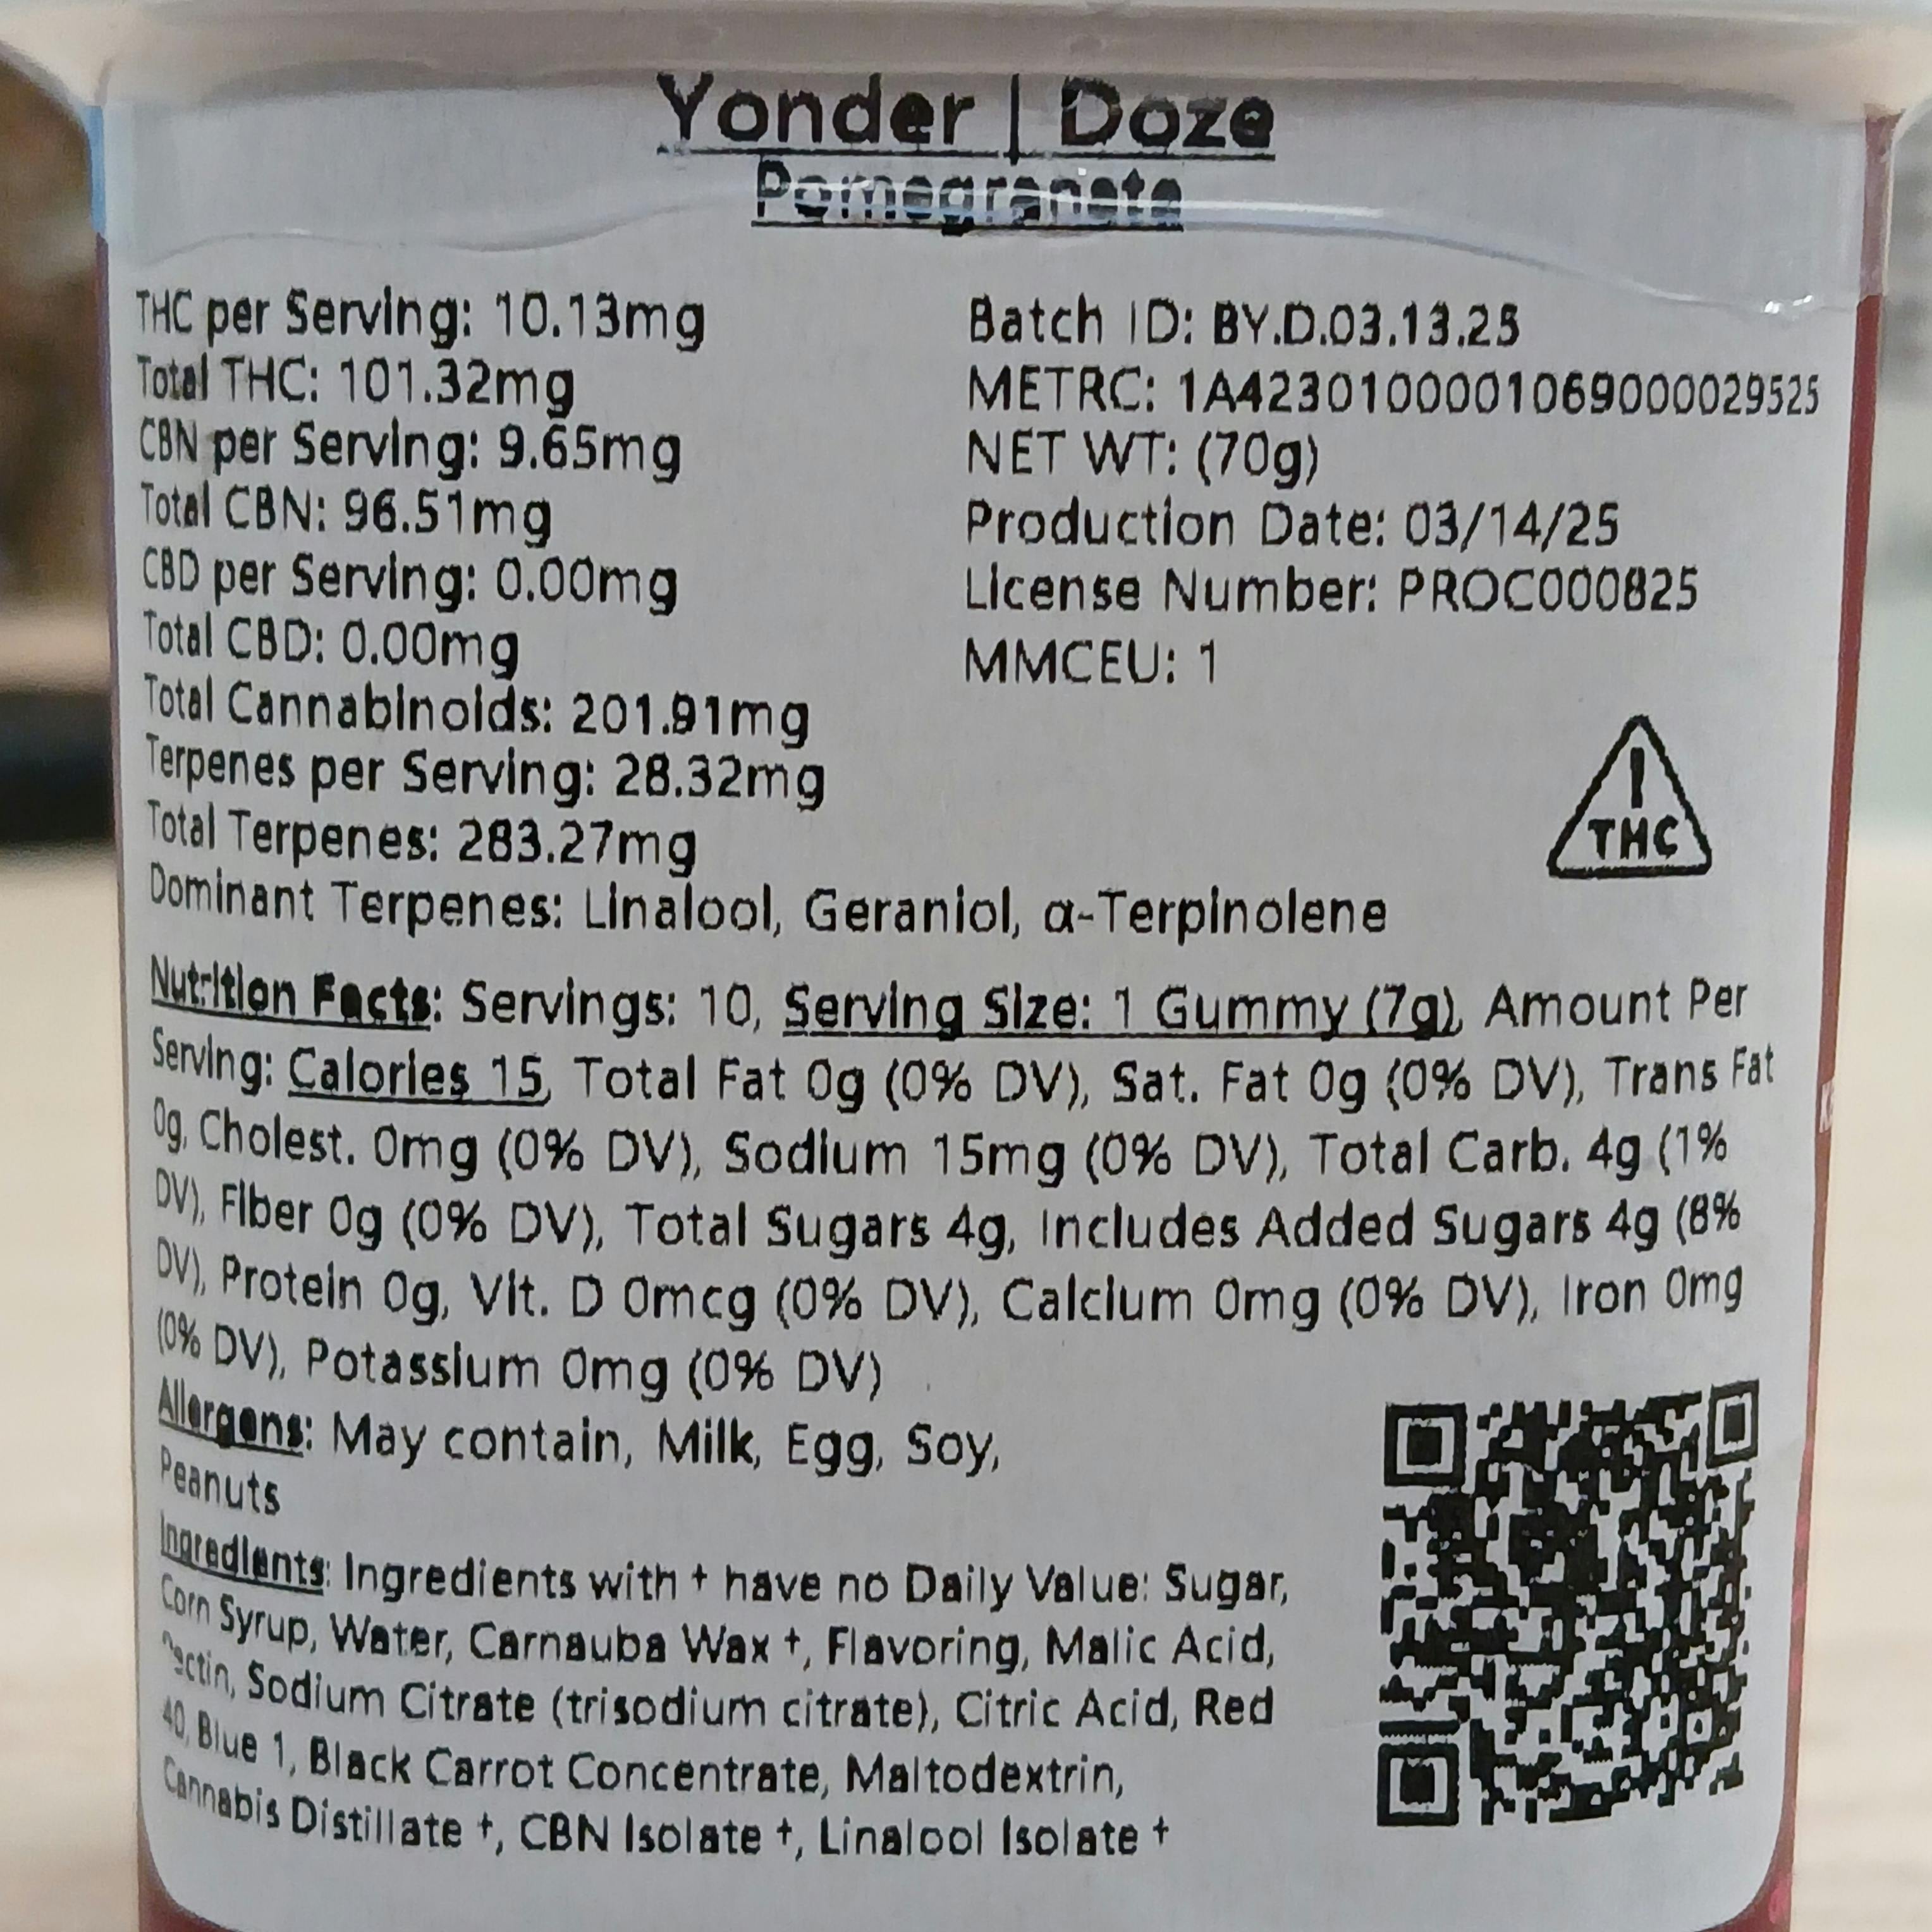 Yonder | Doze
Pomegranate
THC per Serving: 10.13mg
Total THC: 101.32mg
CBN per Serving: 9.65mg
Total CBN: 96.51mg
CBD per Serving: 0.00mg
Total CBD: 0.00mg
Total Cannabinoids: 201.91mg
Terpenes per Serving: 28.32mg
Total Terpenes: 283.27mg
Dominant Terpenes: Linalool, Geraniol, α-Terpinolene
Batch ID: BY.D.03.13.25
METRC: 1A4230100001069000029525
NET WT: (70g)
Production Date: 03/14/25
License Number: PROC000825
MMCEU: 1
!
THC
Nutrition Facts: Servings: 10, Serving Size: 1 Gummy (7g), Amount Per
Serving: Calories 15, Total Fat 0g (0% DV), Sat. Fat 0g (0% DV), Trans Fat
0g, Cholest. 0mg (0% DV), Sodium 15mg (0% DV), Total Carb. 4g (1%
DV), Fiber 0g (0% DV), Total Sugars 4g, Includes Added Sugars 4g (8%
DV), Protein 0g, Vit. D 0mcg (0% DV), Calcium 0mg (0% DV), Iron 0mg
(0% DV), Potassium 0mg (0% DV)
Allergens: May contain, Milk, Egg, Soy,
Peanuts
Ingredients: Ingredients with † have no Daily Value: Sugar,
Corn Syrup, Water, Carnauba Wax †, Flavoring, Malic Acid,
Pectin, Sodium Citrate (trisodium citrate), Citric Acid, Red
40, Blue 1, Black Carrot Concentrate, Maltodextrin,
Cannabis Distillate †, CBN Isolate †, Linalool Isolate †